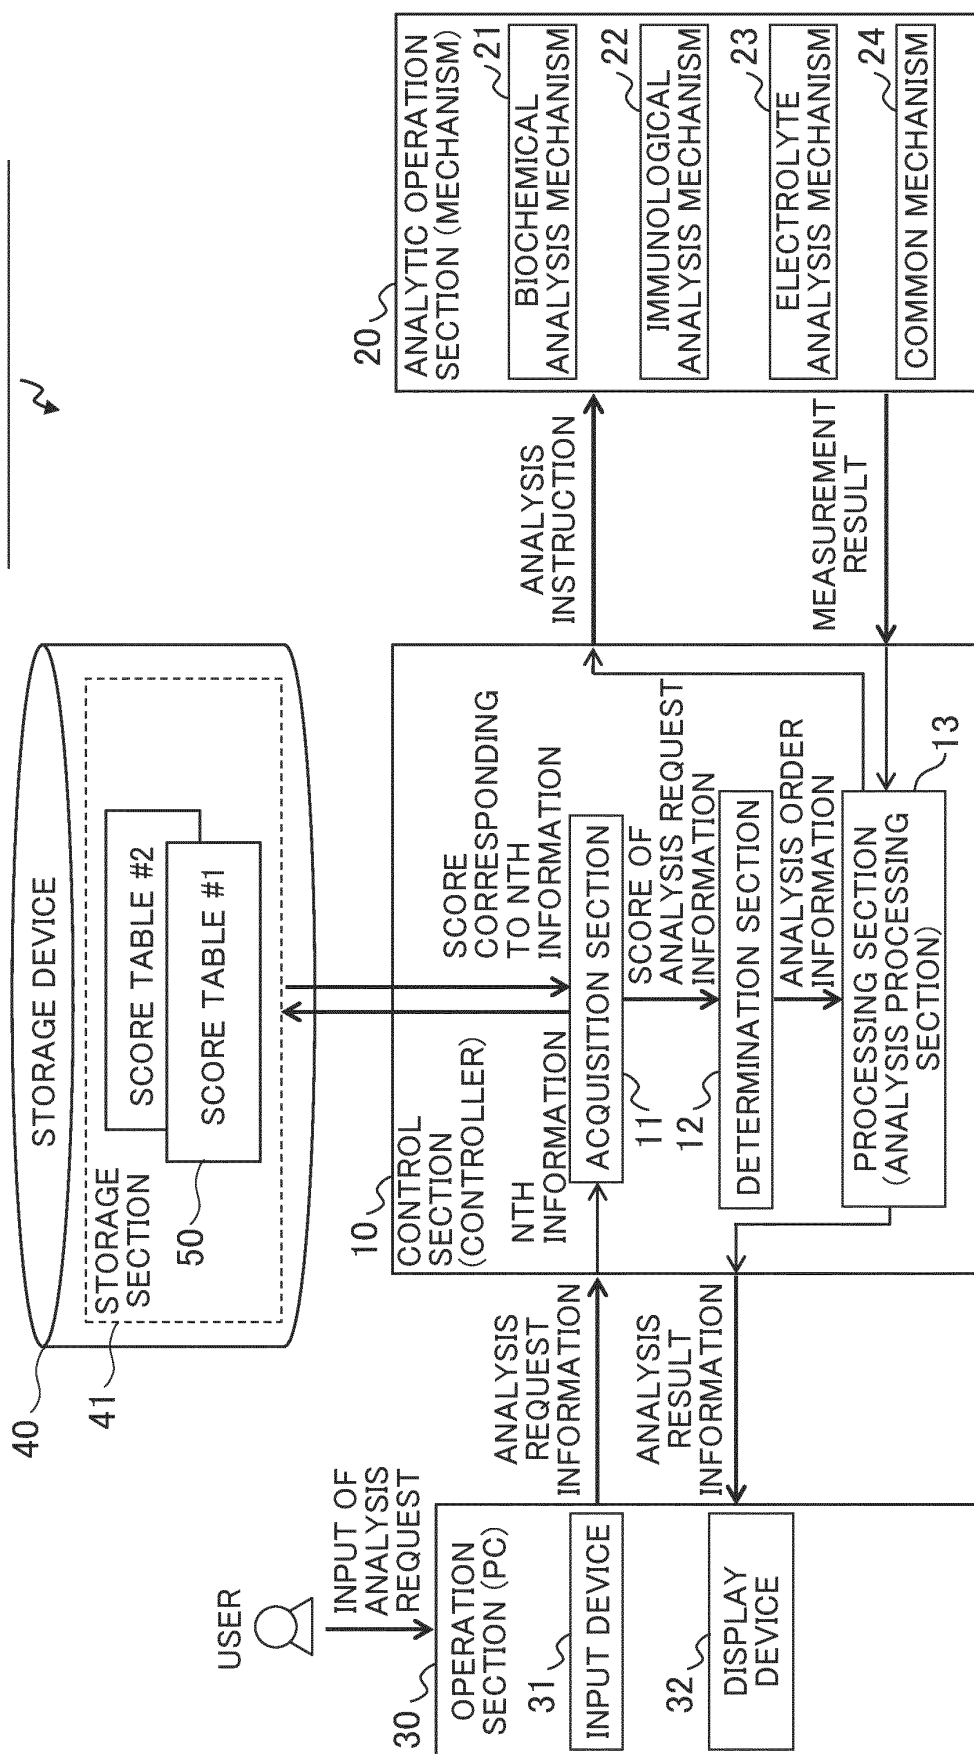 USER
INPUT OF
ANALYSIS
REQUEST
30
OPERATION
SECTION (PC)
31
INPUT DEVICE
32
DISPLAY
DEVICE
ANALYSIS
REQUEST
INFORMATION
ANALYSIS
RESULT
INFORMATION
40
STORAGE DEVICE
41
STORAGE
SECTION
50
SCORE TABLE #2
SCORE TABLE #1
10
CONTROL
SECTION
(CONTROLLER)
NTH
INFORMATION
SCORE
CORRESPONDING
TO NTH
INFORMATION
ACQUISITION SECTION
11
SCORE OF
ANALYSIS REQUEST
INFORMATION
12
DETERMINATION SECTION
ANALYSIS ORDER
INFORMATION
13
PROCESSING SECTION
(ANALYSIS PROCESSING
SECTION)
ANALYSIS
INSTRUCTION
MEASUREMENT
RESULT
20
ANALYTIC OPERATION
SECTION (MECHANISM)
21
BIOCHEMICAL
ANALYSIS MECHANISM
22
IMMUNOLOGICAL
ANALYSIS MECHANISM
23
ELECTROLYTE
ANALYSIS MECHANISM
24
COMMON MECHANISM